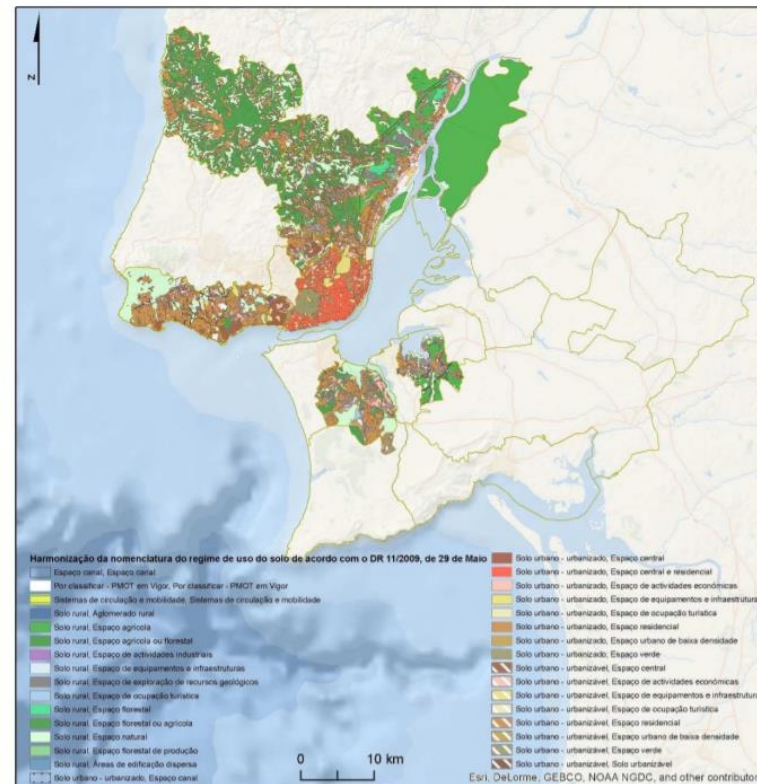 N
Harmonização da nomenclatura do regime de uso do solo de acordo com o DR 11/2009, de 29 de Maio
Espaço canal, Espaço canal
Por classificar - PMOT em Vigor, Por classificar - PMOT em Vigor
Sistemas de circulação e mobilidade, Sistemas de circulação e mobilidade
Solo rural, Aglomerado rural
Solo rural, Espaço agrícola
Solo rural, Espaço agrícola ou florestal
Solo rural, Espaço de actividades industriais
Solo rural, Espaço de equipamentos e infraestruturas
Solo rural, Espaço de exploração de recursos geológicos
Solo rural, Espaço de ocupação turística
Solo rural, Espaço florestal
Solo rural, Espaço florestal ou agrícola
Solo rural, Espaço natural
Solo rural, Espaço florestal de produção
Solo rural, Áreas de edificação dispersa
Solo urbano - urbanizado, Espaço canal
Solo urbano - urbanizado, Espaço central
Solo urbano - urbanizado, Espaço central e residencial
Solo urbano - urbanizado, Espaço de actividades económicas
Solo urbano - urbanizado, Espaço de equipamentos e infraestrutur
Solo urbano - urbanizado, Espaço de ocupação turística
Solo urbano - urbanizado, Espaço residencial
Solo urbano - urbanizado, Espaço urbano de baixa densidade
Solo urbano - urbanizado, Espaço verde
Solo urbano - urbanizável, Espaço central
Solo urbano - urbanizável, Espaço de actividades económicas
Solo urbano - urbanizável, Espaço de equipamentos e infraestrutura
Solo urbano - urbanizável, Espaço de ocupação turística
Solo urbano - urbanizável, Espaço residencial
Solo urbano - urbanizável, Espaço urbano de baixa densidade
Solo urbano - urbanizável, Espaço verde
Solo urbano - urbanizável, Solo urbanizável
0 10 km
Esri, DeLorme, GEBCO, NOAA NGDC, and other contributor